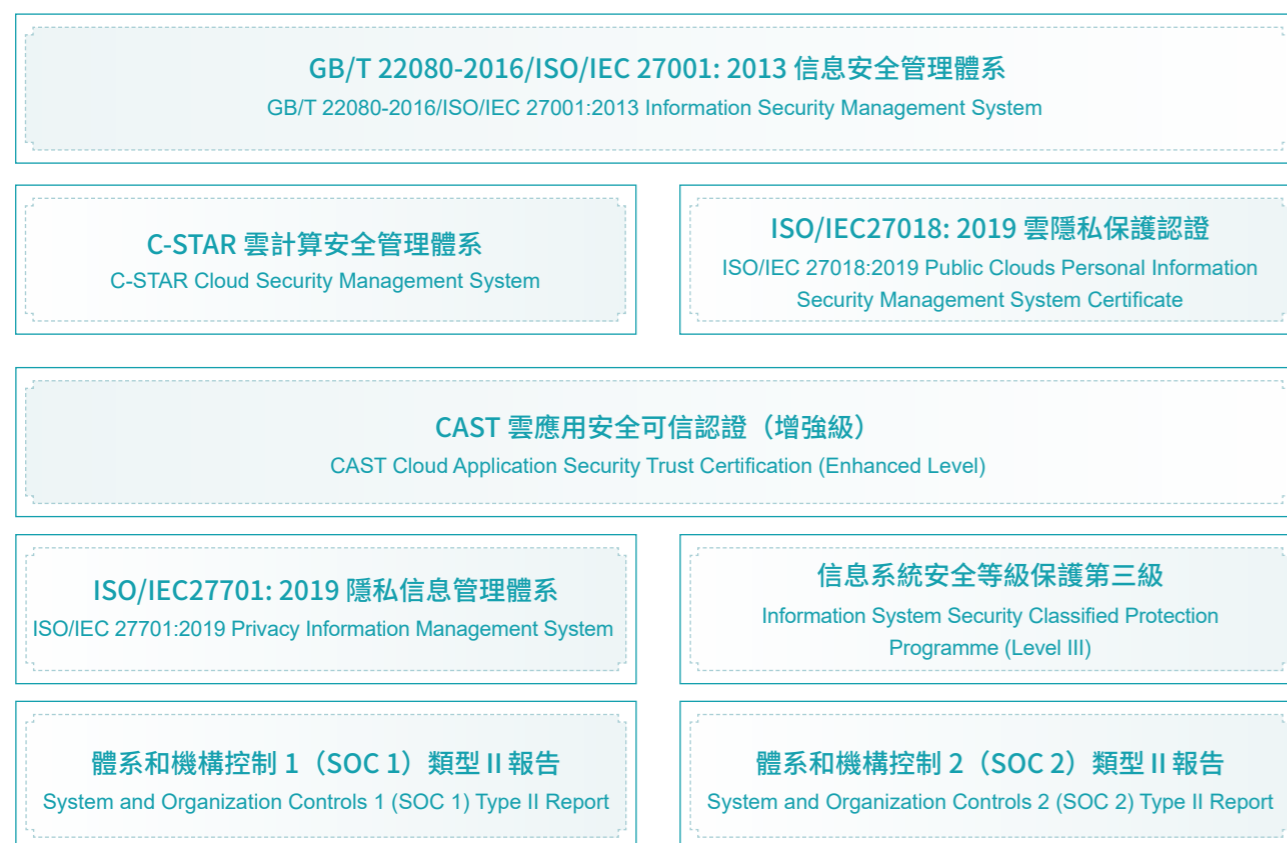 GB/T 22080-2016/ISO/IEC 27001: 2013 信息安全管理體系
GB/T 22080-2016/ISO/IEC 27001:2013 Information Security Management System
C-STAR 雲計算安全管理體系
C-STAR Cloud Security Management System
ISO/IEC27018: 2019 雲隱私保護認證
ISO/IEC 27018:2019 Public Clouds Personal Information
Security Management System Certificate
CAST 雲應用安全可信認證（增強級）
CAST Cloud Application Security Trust Certification (Enhanced Level)
ISO/IEC27701: 2019 隱私信息管理體系
ISO/IEC 27701:2019 Privacy Information Management System
信息系統安全等級保護第三級
Information System Security Classified Protection
Programme (Level III)
體系和機構控制 1（SOC 1）類型 II 報告
System and Organization Controls 1 (SOC 1) Type II Report
體系和機構控制 2（SOC 2）類型 II 報告
System and Organization Controls 2 (SOC 2) Type II Report